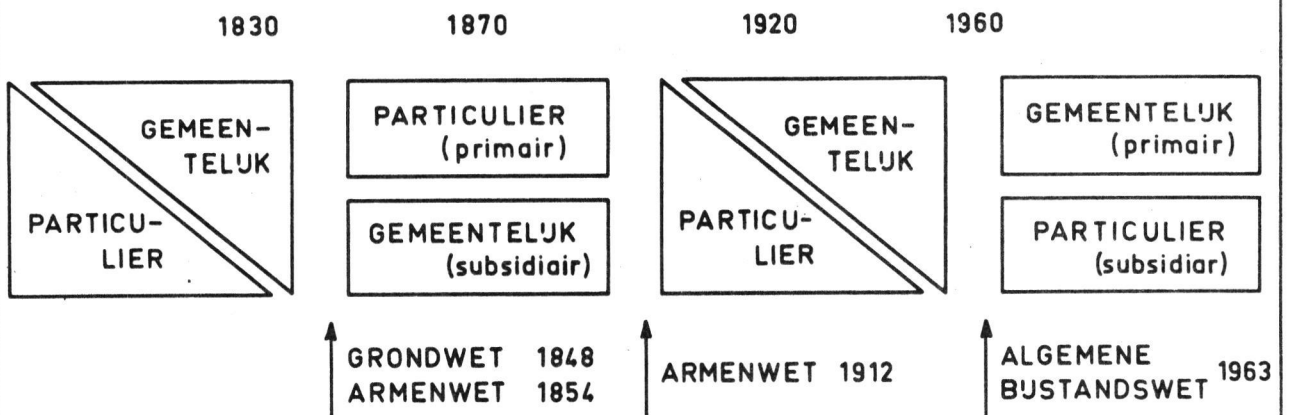 1830 1870 1920 1960
GEMEEN-
TELIJK
PARTICU-
LIER
PARTICULIER
(primair)
GEMEENTELIJK
(subsidiair)
GEMEEN-
TELIJK
PARTICU-
LIER
GEMEENTELIJK
(primair)
PARTICULIER
(subsidiar)
GRONDWET 1848
ARMENWET 1854
ARMENWET 1912
ALGEMENE
BIJSTANDSWET 1963